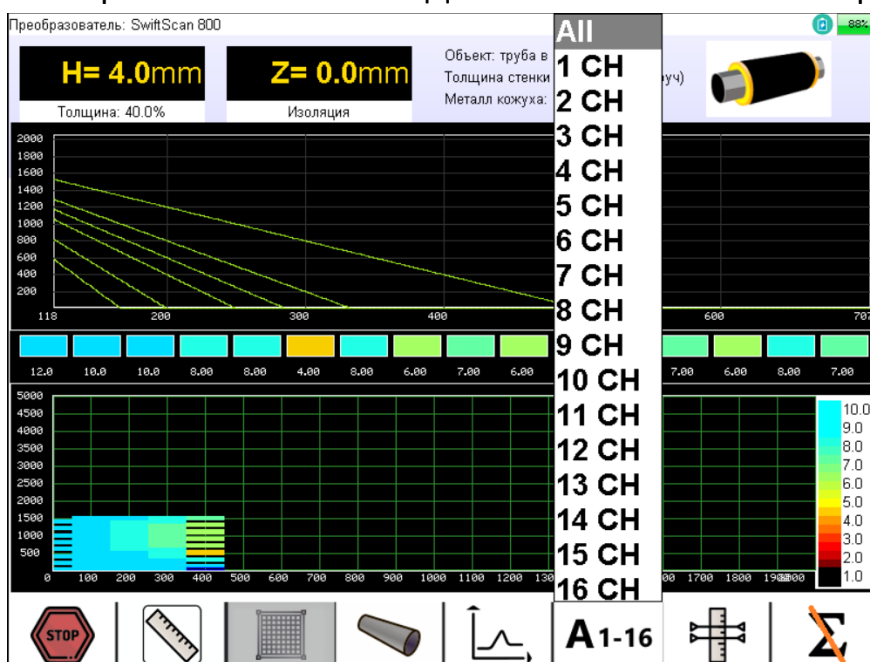 Преобразователь: SwiftScan 800
88%
H= 4.0mm
Толщина: 40.0%
Z= 0.0mm
Изоляция
Объект: труба в
Толщина стенки
Металл кожуха:
All
1 CH
2 CH
3 CH
4 CH
5 CH
6 CH
7 CH
8 CH
9 CH
10 CH
11 CH
12 CH
13 CH
14 CH
15 CH
16 CH
2000
1800
1600
1400
1200
1000
800
600
400
200
118 200 300 400 600 707
12.0 10.0 10.0 8.00 8.00 4.00 8.00 6.00 7.00 6.00 7.00 6.00 8.00 7.00
5000
4500
4000
3500
3000
2500
2000
1500
1000
500
0 100 200 300 400 500 600 700 800 900 1000 1100 1200 1700 1800
10.0
9.0
8.0
7.0
6.0
5.0
4.0
3.0
2.0
1.0
STOP
A 1-16